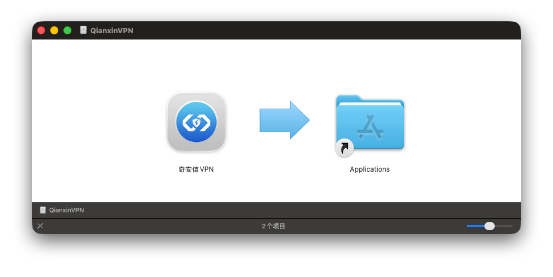 QianxinVPN
奇安信 VPN
Applications
QianxinVPN
2 个项目